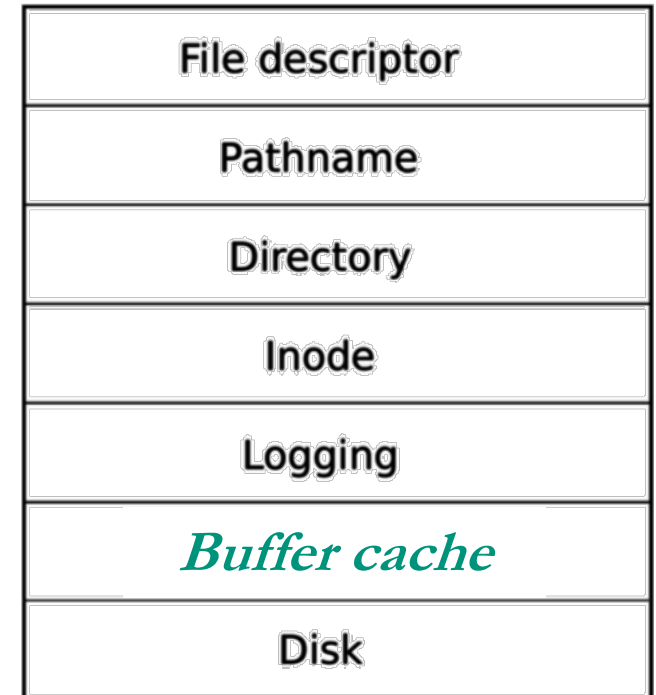 File descriptor
Pathname
Directory
Inode
Logging
Buffer cache
Disk